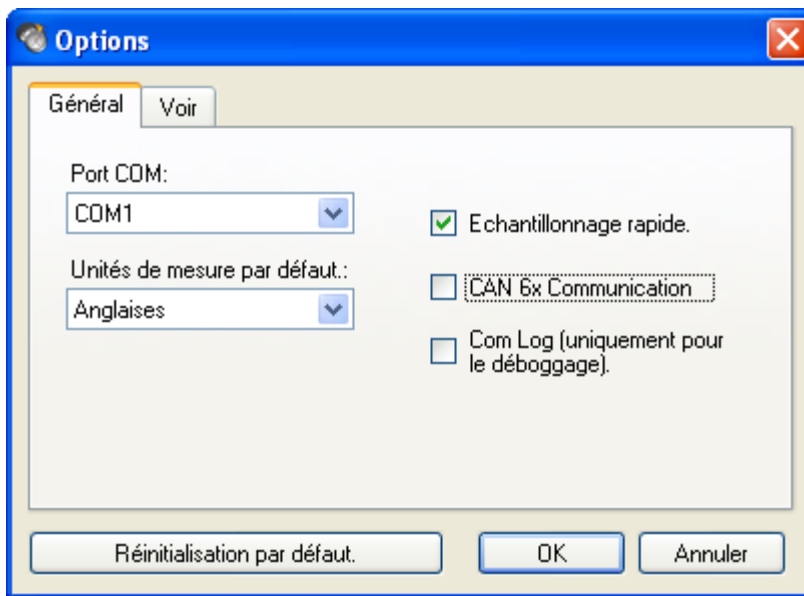 Options
Général
Voir
Port COM:
COM1
Unités de mesure par défaut.:
Anglaises
Echantillonnage rapide.
CAN 6x Communication
Com Log (uniquement pour
le déboggage).
Réinitialisation par défaut.
OK
Annuler